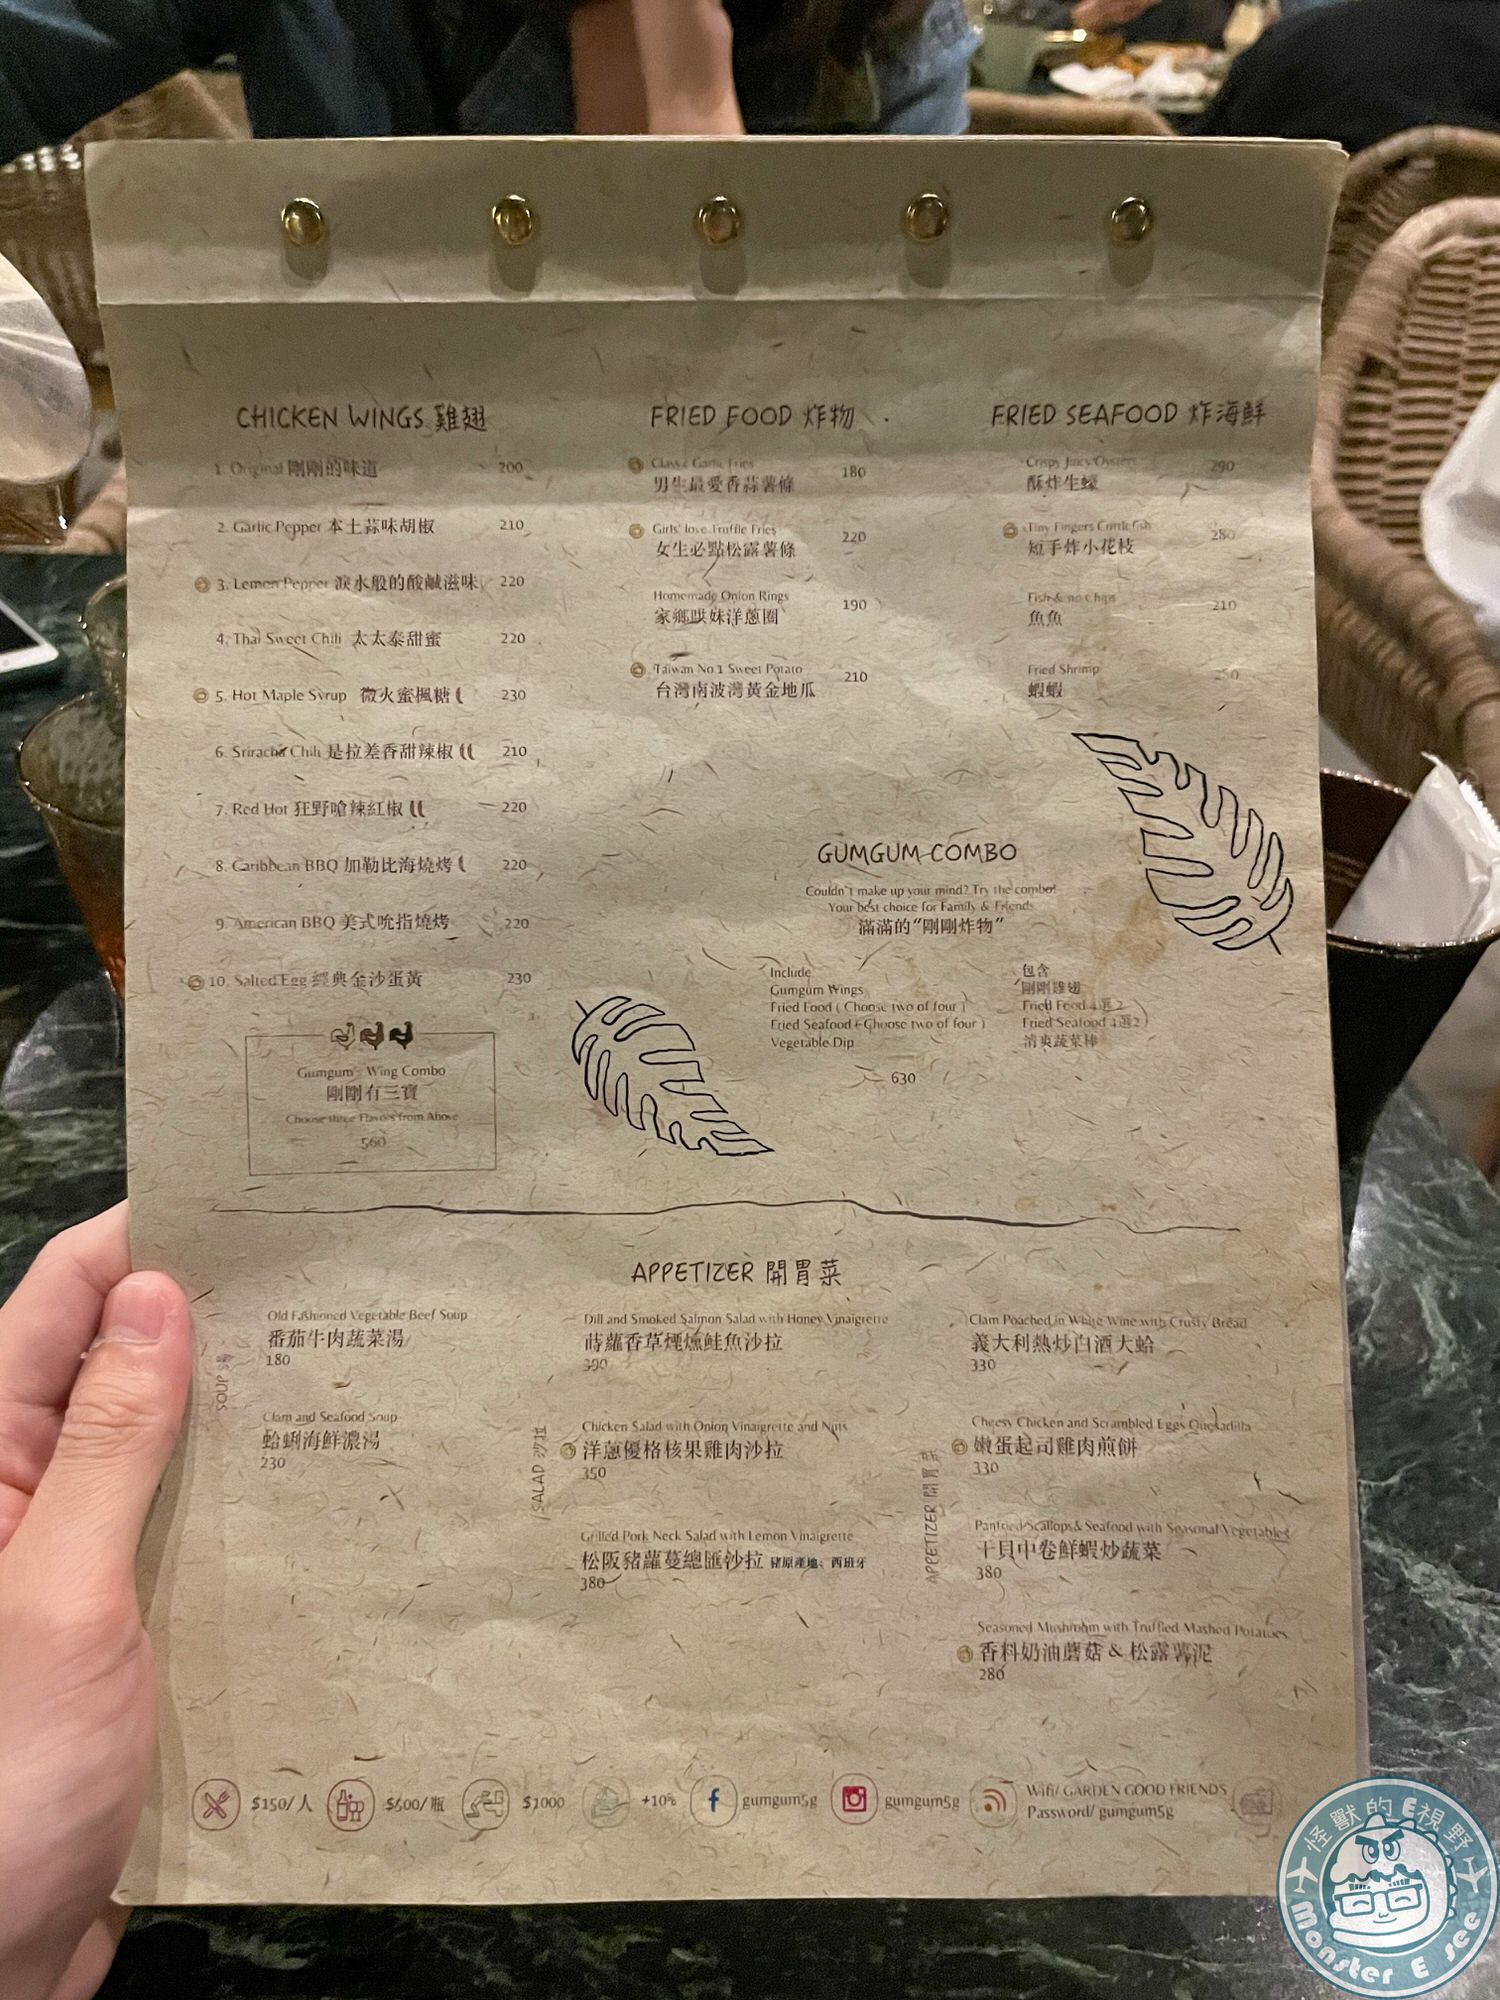 CHICKEN WINGS 雞翅
1. Original 剛剛的味道 200
2. Garlic Pepper 本土蒜味胡椒 210
3. Lemon Pepper 淚水般的酸鹹滋味 220
4. Thai Sweet Chili 太太泰甜蜜 220
5. Hot Maple Syrup 微火蜜楓糖 230
6. Sriracha Chili 是拉差香甜辣椒 210
7. Red Hot 狂野嗆辣紅椒 220
8. Caribbean BBQ 加勒比海燒烤 220
9. American BBQ 美式吮指燒烤 220
10. Salted Egg 經典金沙蛋黃 230
Gumgum's Wing Combo
剛剛有三寶
Choose three Flavors from Above
560
FRIED FOOD 炸物
Classic Garlic Fries
男生最愛香蒜薯條 180
Girls' love Truffle Fries
女生必點松露薯條 220
Homemade Onion Rings
家鄉哄妹洋蔥圈 190
Taiwan No 1 Sweet Potato
台灣南波灣黃金地瓜 210
FRIED SEAFOOD 炸海鮮
Crispy Juicy Oysters
酥炸生蠔 290
Tiny Fingers Cuttlefish
短手炸小花枝 280
Fish & no Chips
魚魚 210
Fried Shrimp
蝦蝦 250
GUMGUM COMBO
Couldn't make up your mind? Try the combo!
Your best choice for Family & Friends
滿滿的“剛剛炸物”
Include
Gumgum Wings
Fried Food ( Choose two of four )
Fried Seafood ( Choose two of four )
Vegetable Dip
包含
剛剛雞翅
Fried Food 4選2
Fried Seafood 4選2
清爽蔬菜棒
630
APPETIZER 開胃菜
SOUP 湯
Old Fashioned Vegetable Beef Soup
番茄牛肉蔬菜湯
180
Clam and Seafood Soup
蛤蜊海鮮濃湯
230
SALAD 沙拉
Dill and Smoked Salmon Salad with Honey Vinaigrette
蒔蘿香草煙燻鮭魚沙拉
390
Chicken Salad with Onion Vinaigrette and Nuts
洋蔥優格核果雞肉沙拉
350
Grilled Pork Neck Salad with Lemon Vinaigrette
松阪豬蘿蔓總匯沙拉 豬原產地：西班牙
380
APPETIZER 開胃菜
Clam Poached in White Wine with Crusty Bread
義大利熱炒白酒大蛤
330
Cheesy Chicken and Scrambled Eggs Quesadilla
嫩蛋起司雞肉煎餅
330
Panfried Scallops & Seafood with Seasonal Vegetables
干貝中卷鮮蝦炒蔬菜
380
Seasoned Mushroom with Truffled Mashed Potatoes
香料奶油蘑菇 & 松露薯泥
280
$150/人
$500/瓶
$1000
+10%
gumgum5g
gumgum5g
Wifi/ GARDEN GOOD FRIENDS
Password/ gumgum5g
怪獸的E視野
Monster E see